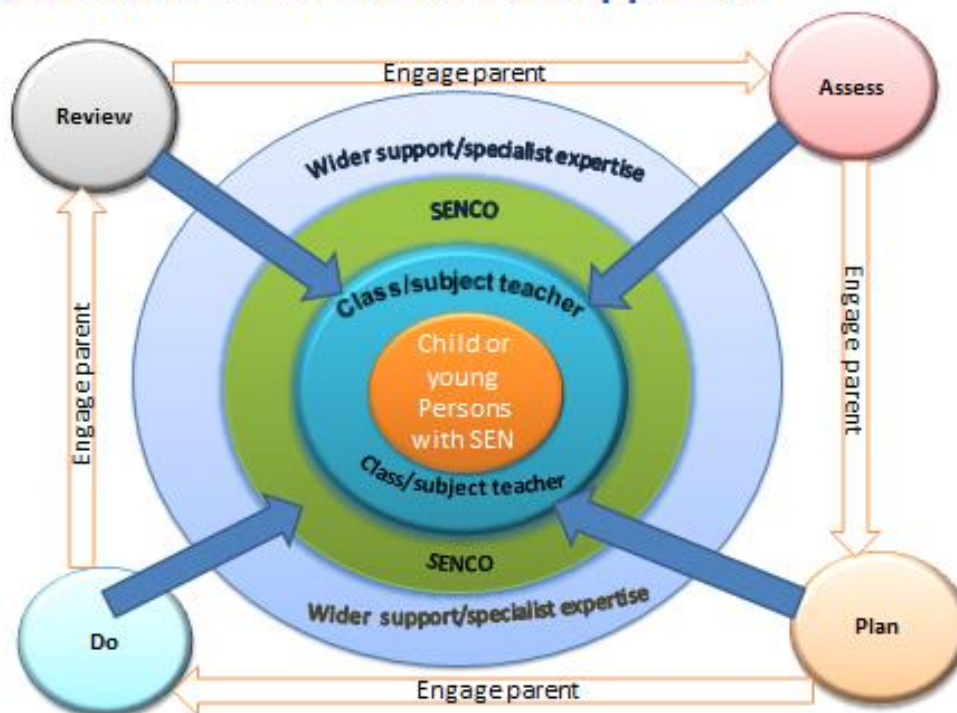 Engage parent
Review
Assess
Wider support/specialist expertise
SENCO
Class/subject teacher
Child or
young
Persons
with SEN
Class/subject teacher
SENCO
Wider support/specialist expertise
Engage parent
Engage parent
Do
Plan
Engage parent